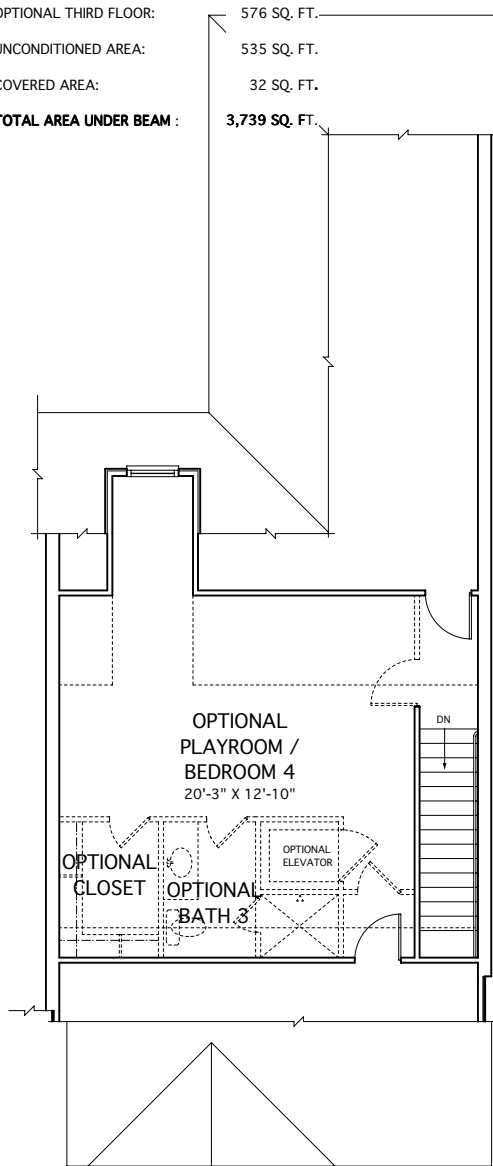 OPTIONAL THIRD FLOOR: 576 SQ. FT.
UNCONDITIONED AREA: 535 SQ. FT.
COVERED AREA: 32 SQ. FT.
TOTAL AREA UNDER BEAM : 3,739 SQ. FT.
OPTIONAL
PLAYROOM /
BEDROOM 4
20'-3" X 12'-10"
DN
OPTIONAL
ELEVATOR
OPTIONAL
CLOSET
OPTIONAL
BATH 3